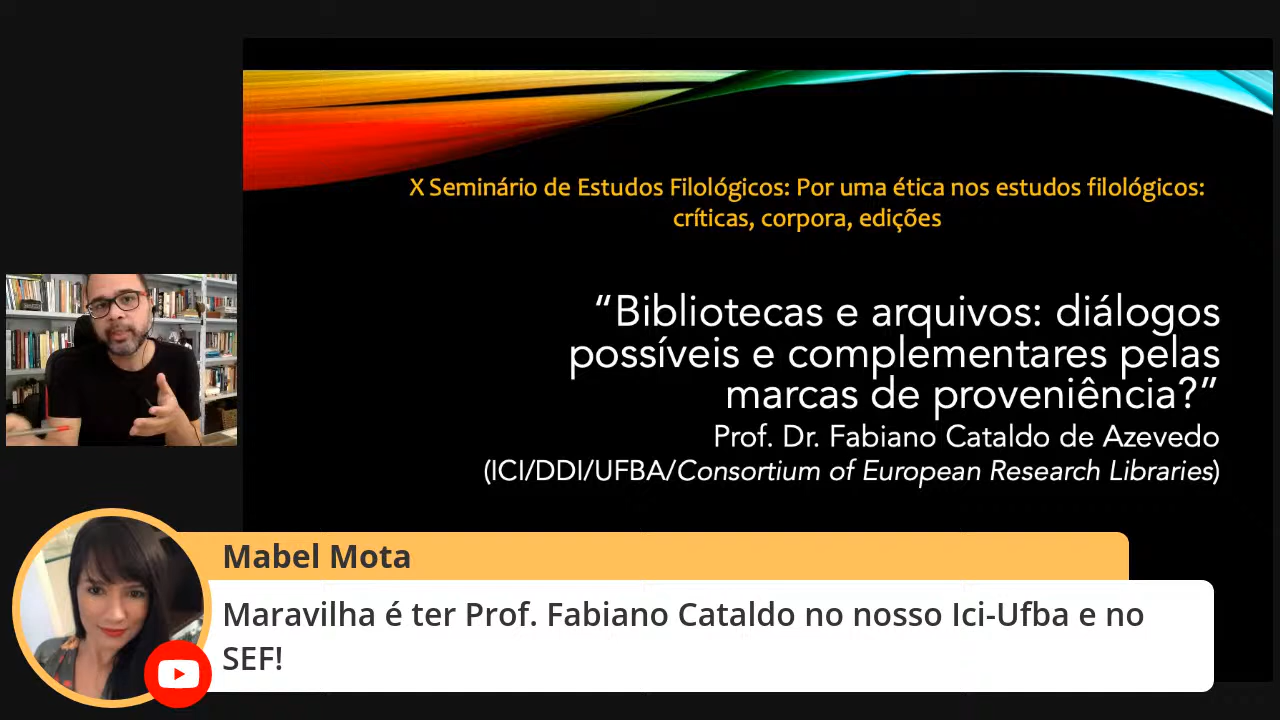 X Seminário de Estudos Filológicos: Por uma ética nos estudos filológicos:
críticas, corpora, edições
“Bibliotecas e arquivos: diálogos
possíveis e complementares pelas
marcas de proveniência?”
Prof. Dr. Fabiano Cataldo de Azevedo
(ICI/DDI/UFBA/Consortium of European Research Libraries)
Mabel Mota
Maravilha é ter Prof. Fabiano Cataldo no nosso Ici-Ufba e no
SEF!